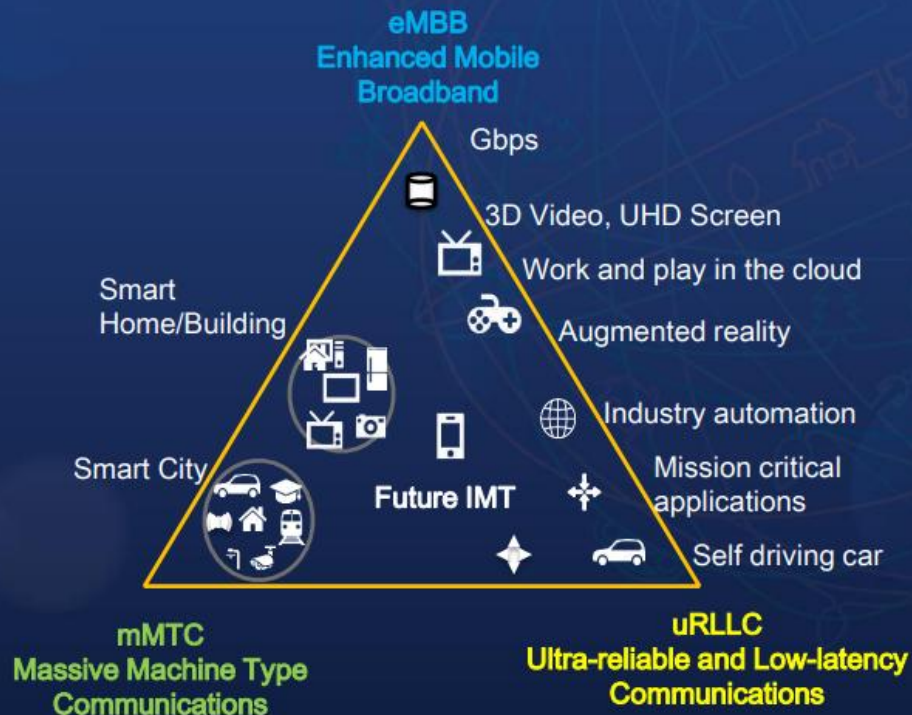 eMBB
Enhanced Mobile
Broadband
Gbps
3D Video, UHD Screen
Work and play in the cloud
Smart
Home/Building
Augmented reality
Industry automation
Smart City
Mission critical
applications
Future IMT
Self driving car
mMTC
Massive Machine Type
Communications
uRLLC
Ultra-reliable and Low-latency
Communications